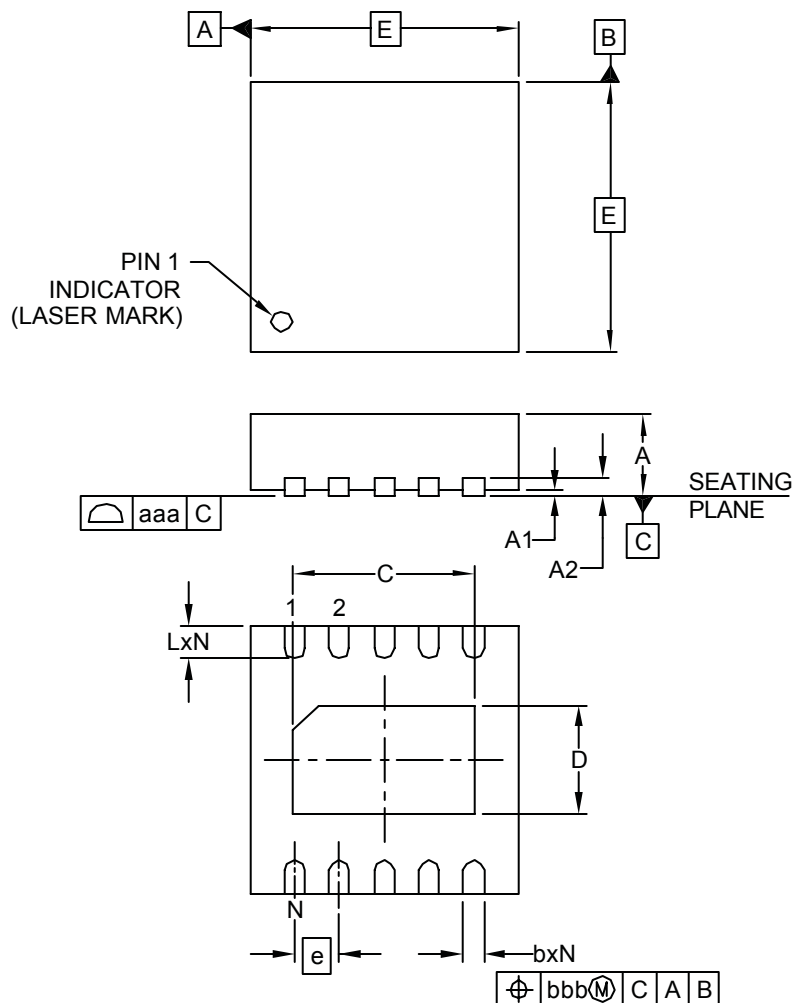 A
E
B
E
PIN 1
INDICATOR
(LASER MARK)
A
SEATING
PLANE
aaa C
A1
A2
C
C
1 2
LxN
D
N
e
bxN
bbb Ⓜ C A B